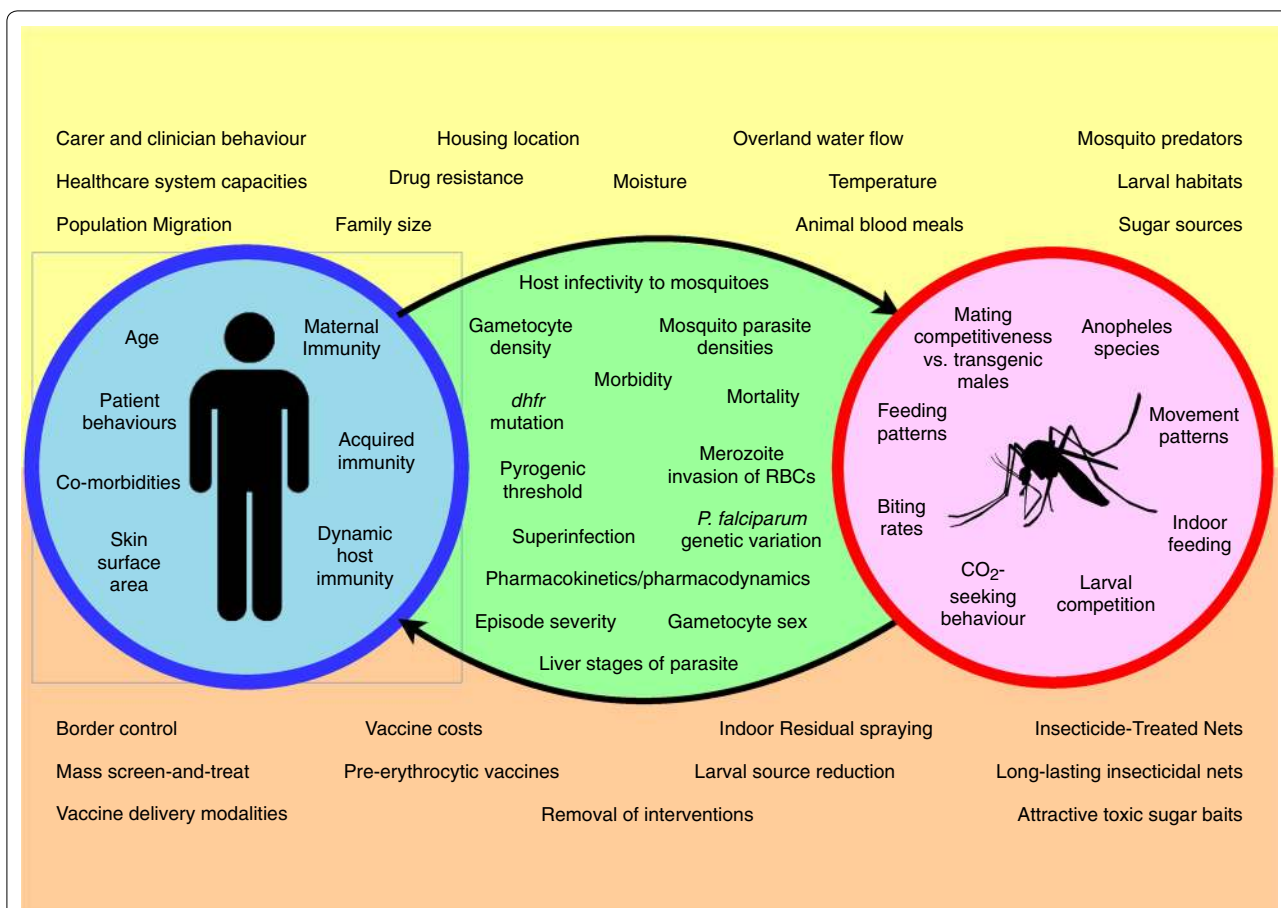 Carer and clinician behaviour
Housing location
Overland water flow
Mosquito predators
Healthcare system capacities
Drug resistance
Moisture
Temperature
Larval habitats
Population Migration
Family size
Animal blood meals
Sugar sources
Age
Maternal
Immunity
Patient
behaviours
Acquired
immunity
Co-morbidities
Skin
surface
area
Dynamic
host
immunity
Host infectivity to mosquitoes
Gametocyte
density
Mosquito parasite
densities
Morbidity
Mortality
dhfr
mutation
Pyrogenic
threshold
Merozoite
invasion of RBCs
Superinfection
P. falciparum
genetic variation
Pharmacokinetics/pharmacodynamics
Episode severity
Gametocyte sex
Liver stages of parasite
Mating
competitiveness
vs. transgenic
males
Anopheles
species
Feeding
patterns
Movement
patterns
Biting
rates
Indoor
feeding
CO2-
seeking
behaviour
Larval
competition
Border control
Vaccine costs
Indoor Residual spraying
Insecticide-Treated Nets
Mass screen-and-treat
Pre-erythrocytic vaccines
Larval source reduction
Long-lasting insecticidal nets
Vaccine delivery modalities
Removal of interventions
Attractive toxic sugar baits